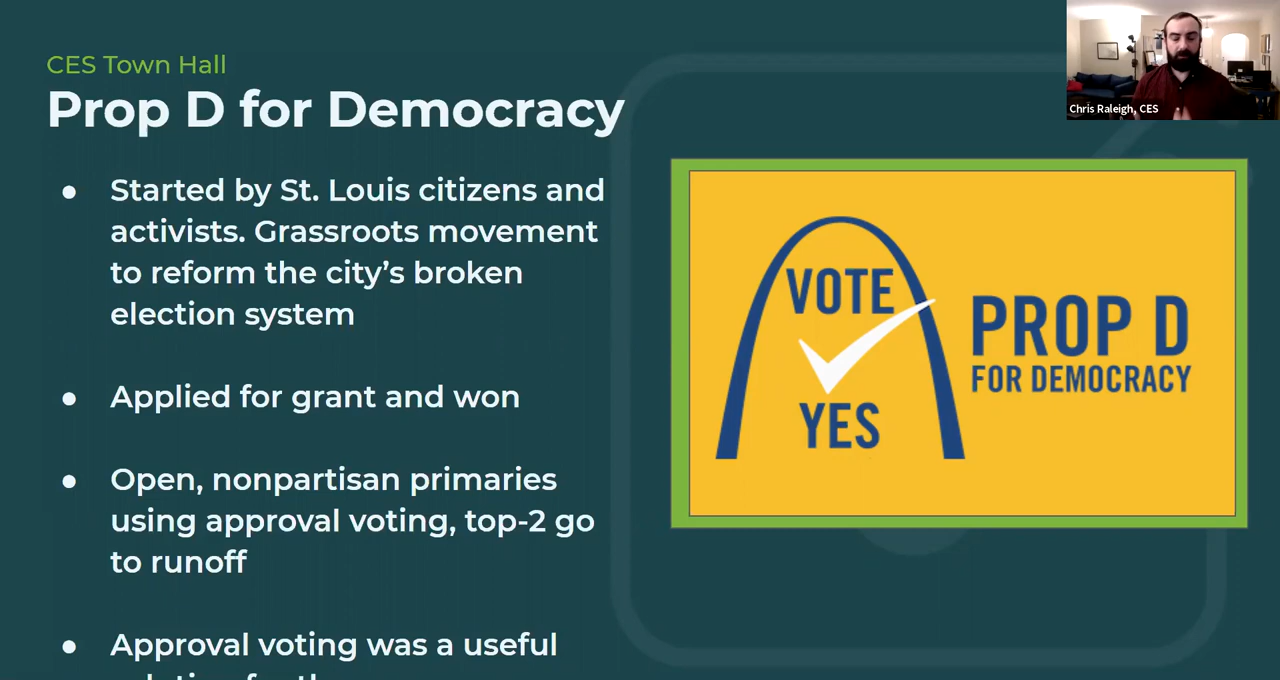 CES Town Hall
Prop D for Democracy
● Started by St. Louis citizens and
activists. Grassroots movement
to reform the city's broken
election system
● Applied for grant and won
● Open, nonpartisan primaries
using approval voting, top-2 go
to runoff
● Approval voting was a useful
VOTE
YES
PROP D
FOR DEMOCRACY
Chris Raleigh, CES